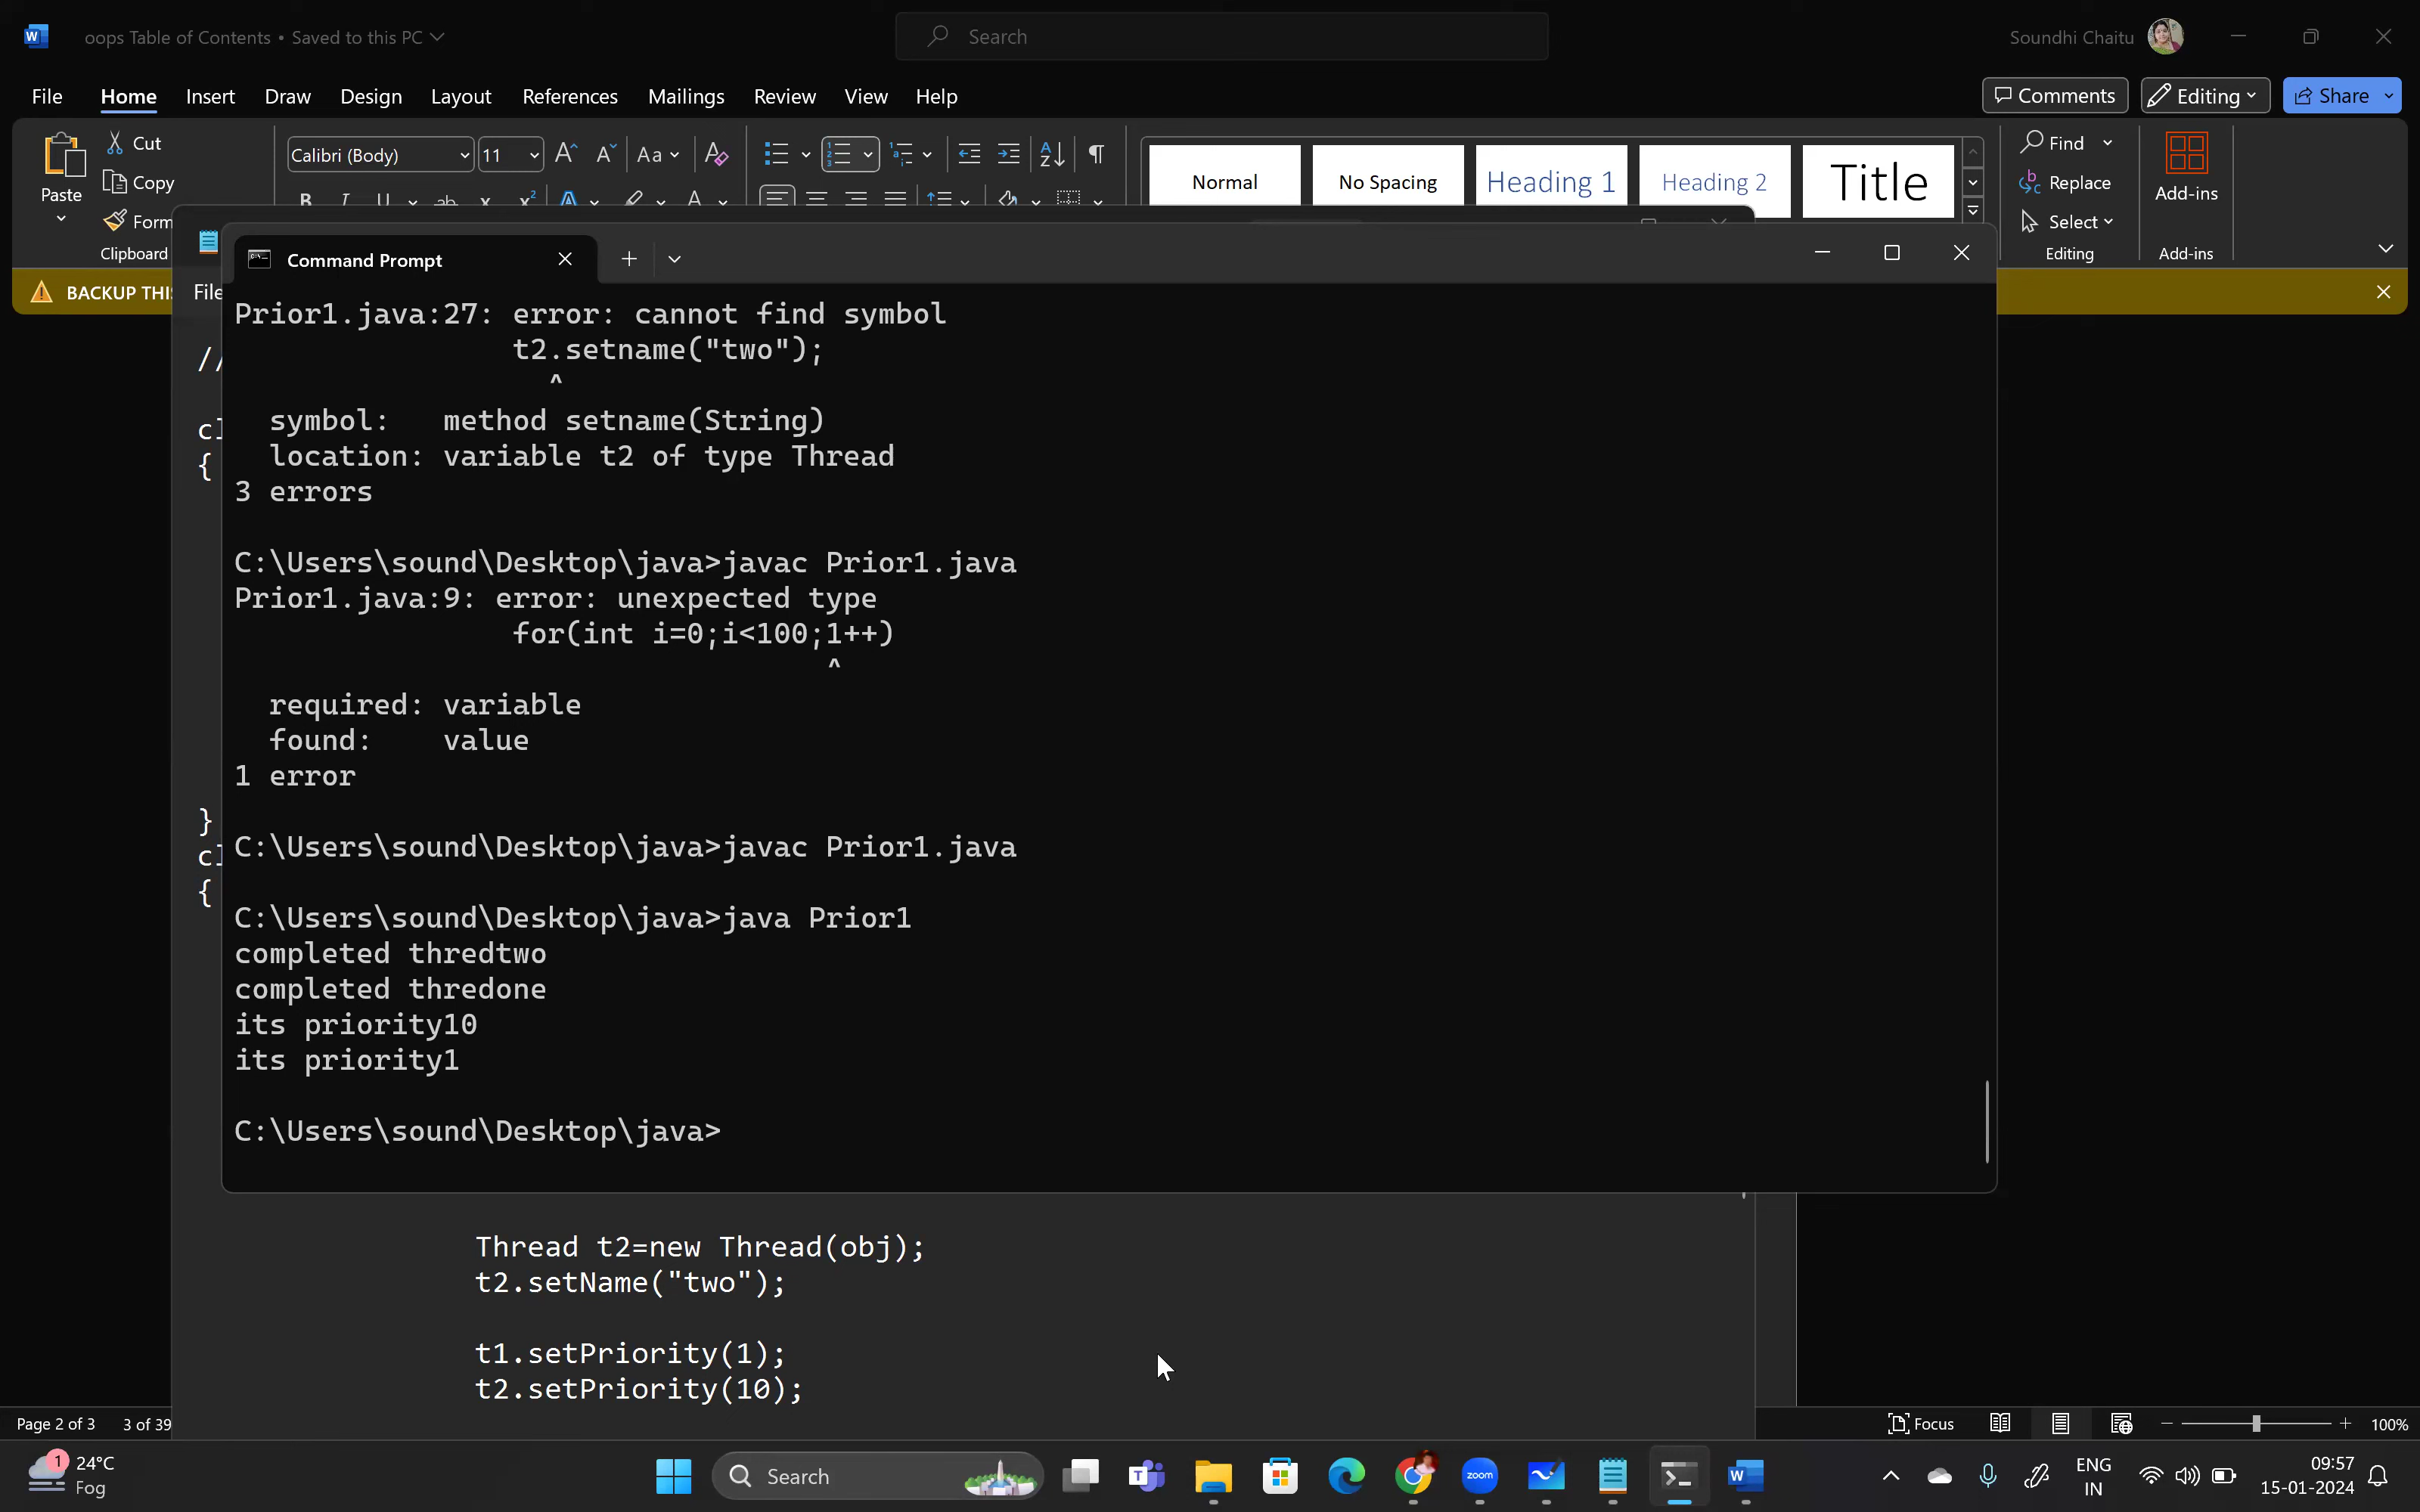 oops Table of Contents • Saved to this PC
Search
Soundhi Chaitu
File Home Insert Draw Design Layout References Mailings Review View Help
Comments Editing Share
Paste
Cut
Copy
Form
Clipboard
Calibri (Body) 11
Normal
No Spacing
Heading 1
Heading 2
Title
Find
Replace
Select
Editing
Add-ins
Add-ins
BACKUP THI
File
Command Prompt
//
cl
{
}
cl
{
Prior1.java:27: error: cannot find symbol
t2.setname("two");
^
symbol: method setname(String)
location: variable t2 of type Thread
3 errors
C:\Users\sound\Desktop\java>javac Prior1.java
Prior1.java:9: error: unexpected type
for(int i=0;i<100;1++)
^
required: variable
found: value
1 error
C:\Users\sound\Desktop\java>javac Prior1.java
C:\Users\sound\Desktop\java>java Prior1
completed thredtwo
completed thredone
its priority10
its priority1
C:\Users\sound\Desktop\java>
Thread t2=new Thread(obj);
t2.setName("two");
t1.setPriority(1);
t2.setPriority(10);
Page 2 of 3 3 of 39
Focus
100%
1
24°C
Fog
Search
zoom
ENG
IN
09:57
15-01-2024